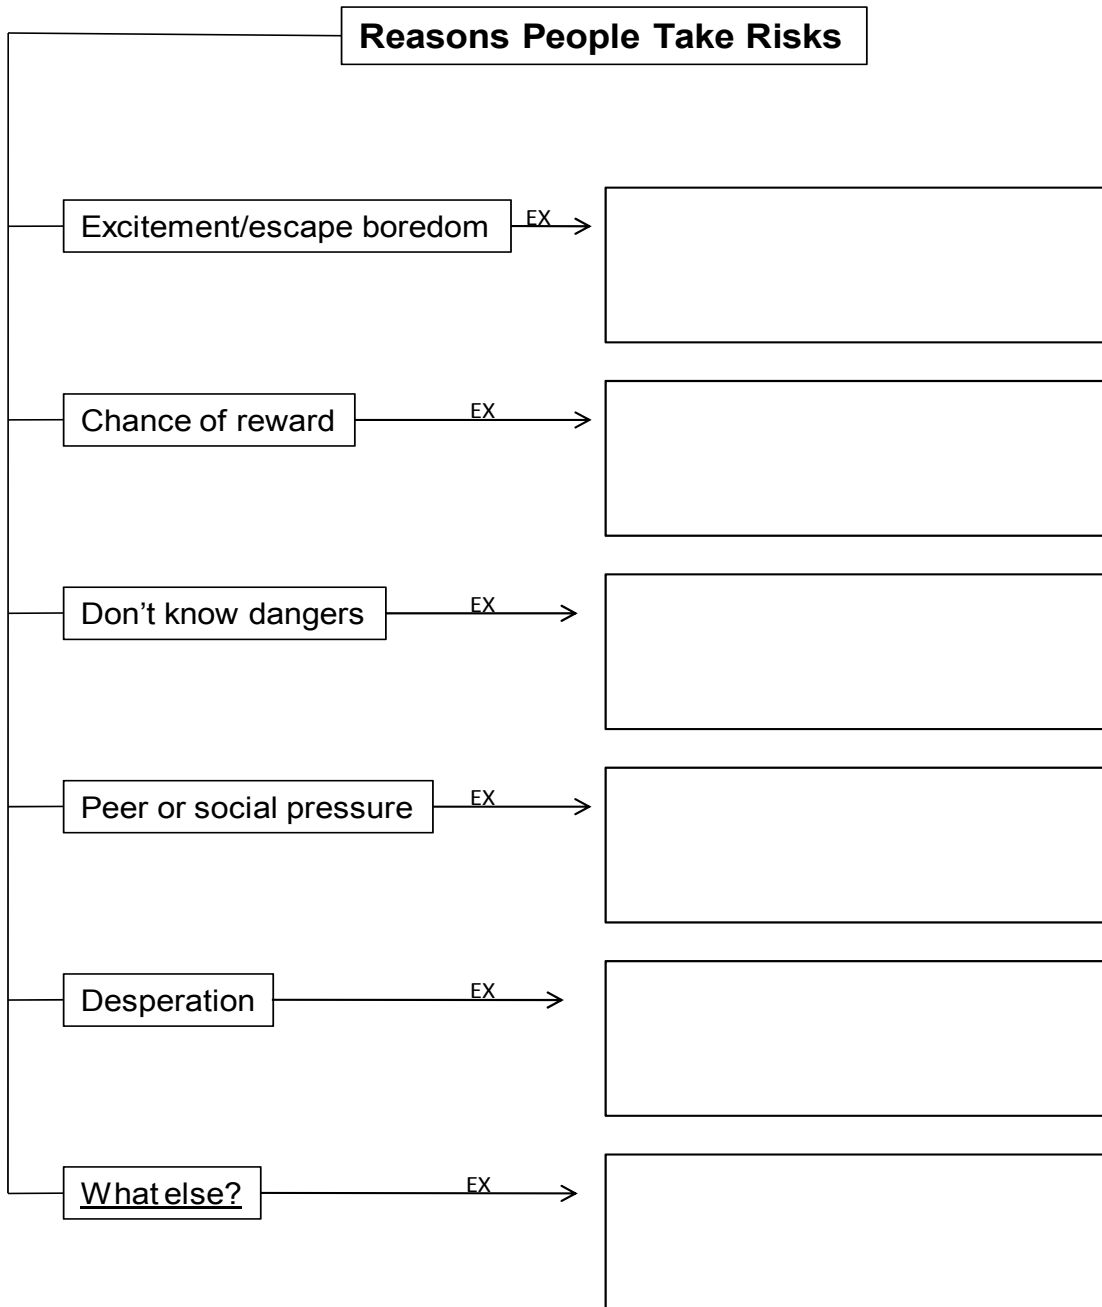 Reasons People Take Risks
Excitement/escape boredom EX
Chance of reward EX
Don’t know dangers EX
Peer or social pressure EX
Desperation EX
What else? EX